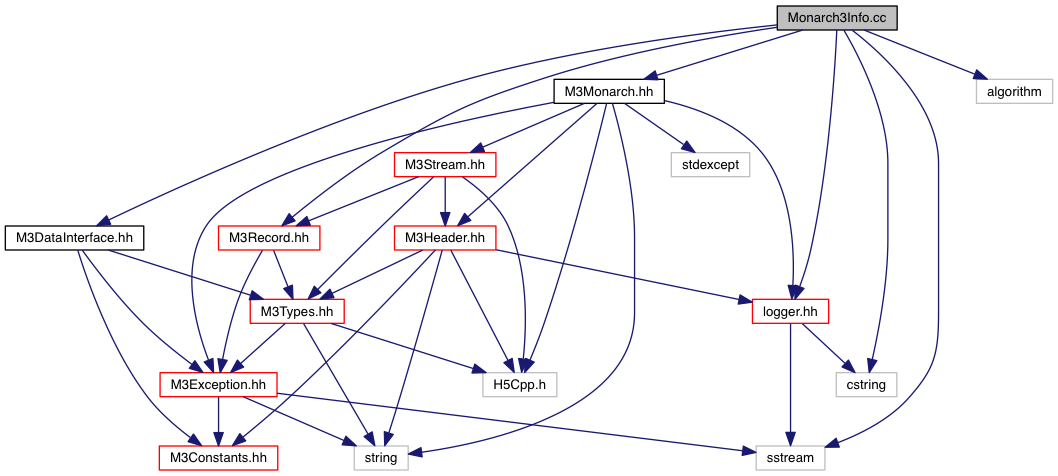 Monarch3Info.cc
M3Monarch.hh
algorithm
M3Stream.hh
stdexcept
M3DataInterface.hh
M3Record.hh
M3Header.hh
M3Types.hh
logger.hh
M3Exception.hh
H5Cpp.h
cstring
M3Constants.hh
string
sstream